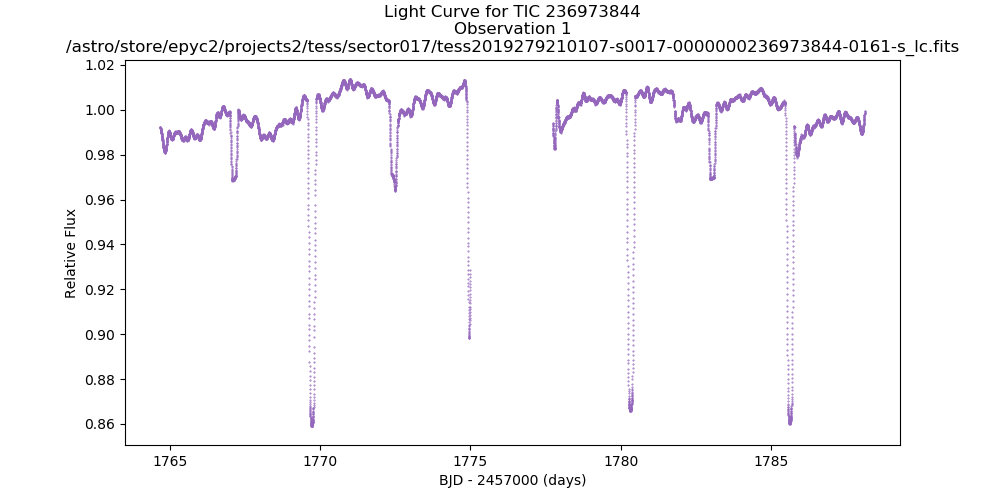 Light Curve for TIC 236973844
Observation 1
/astro/store/epyc2/projects2/tess/sector017/tess2019279210107-s0017-0000000236973844-0161-s_lc.fits
1.02
1.00
0.98
0.96
0.94
0.92
0.90
0.88
0.86
Relative Flux
1765
1770
1775
1780
1785
BJD - 2457000 (days)